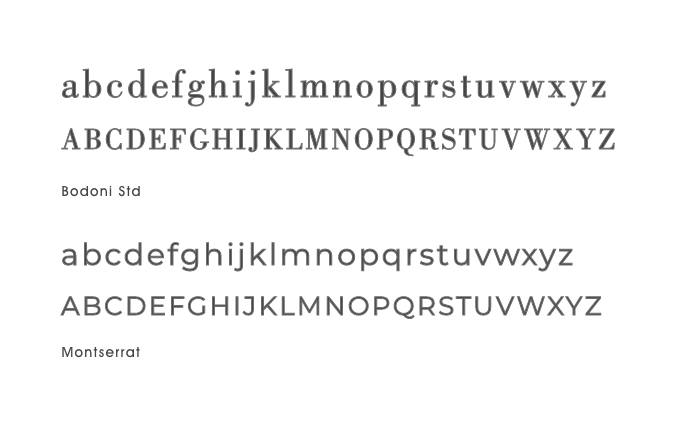 abcdefghijklmnopqrstuvwxyz
ABCDEFGHIJKLMNOPQRSTUVWXYZ
Bodoni Std
abcdefghijklmnopqrstuvwxyz
ABCDEFGHIJKLMNOPQRSTUVWXYZ
Montserrat